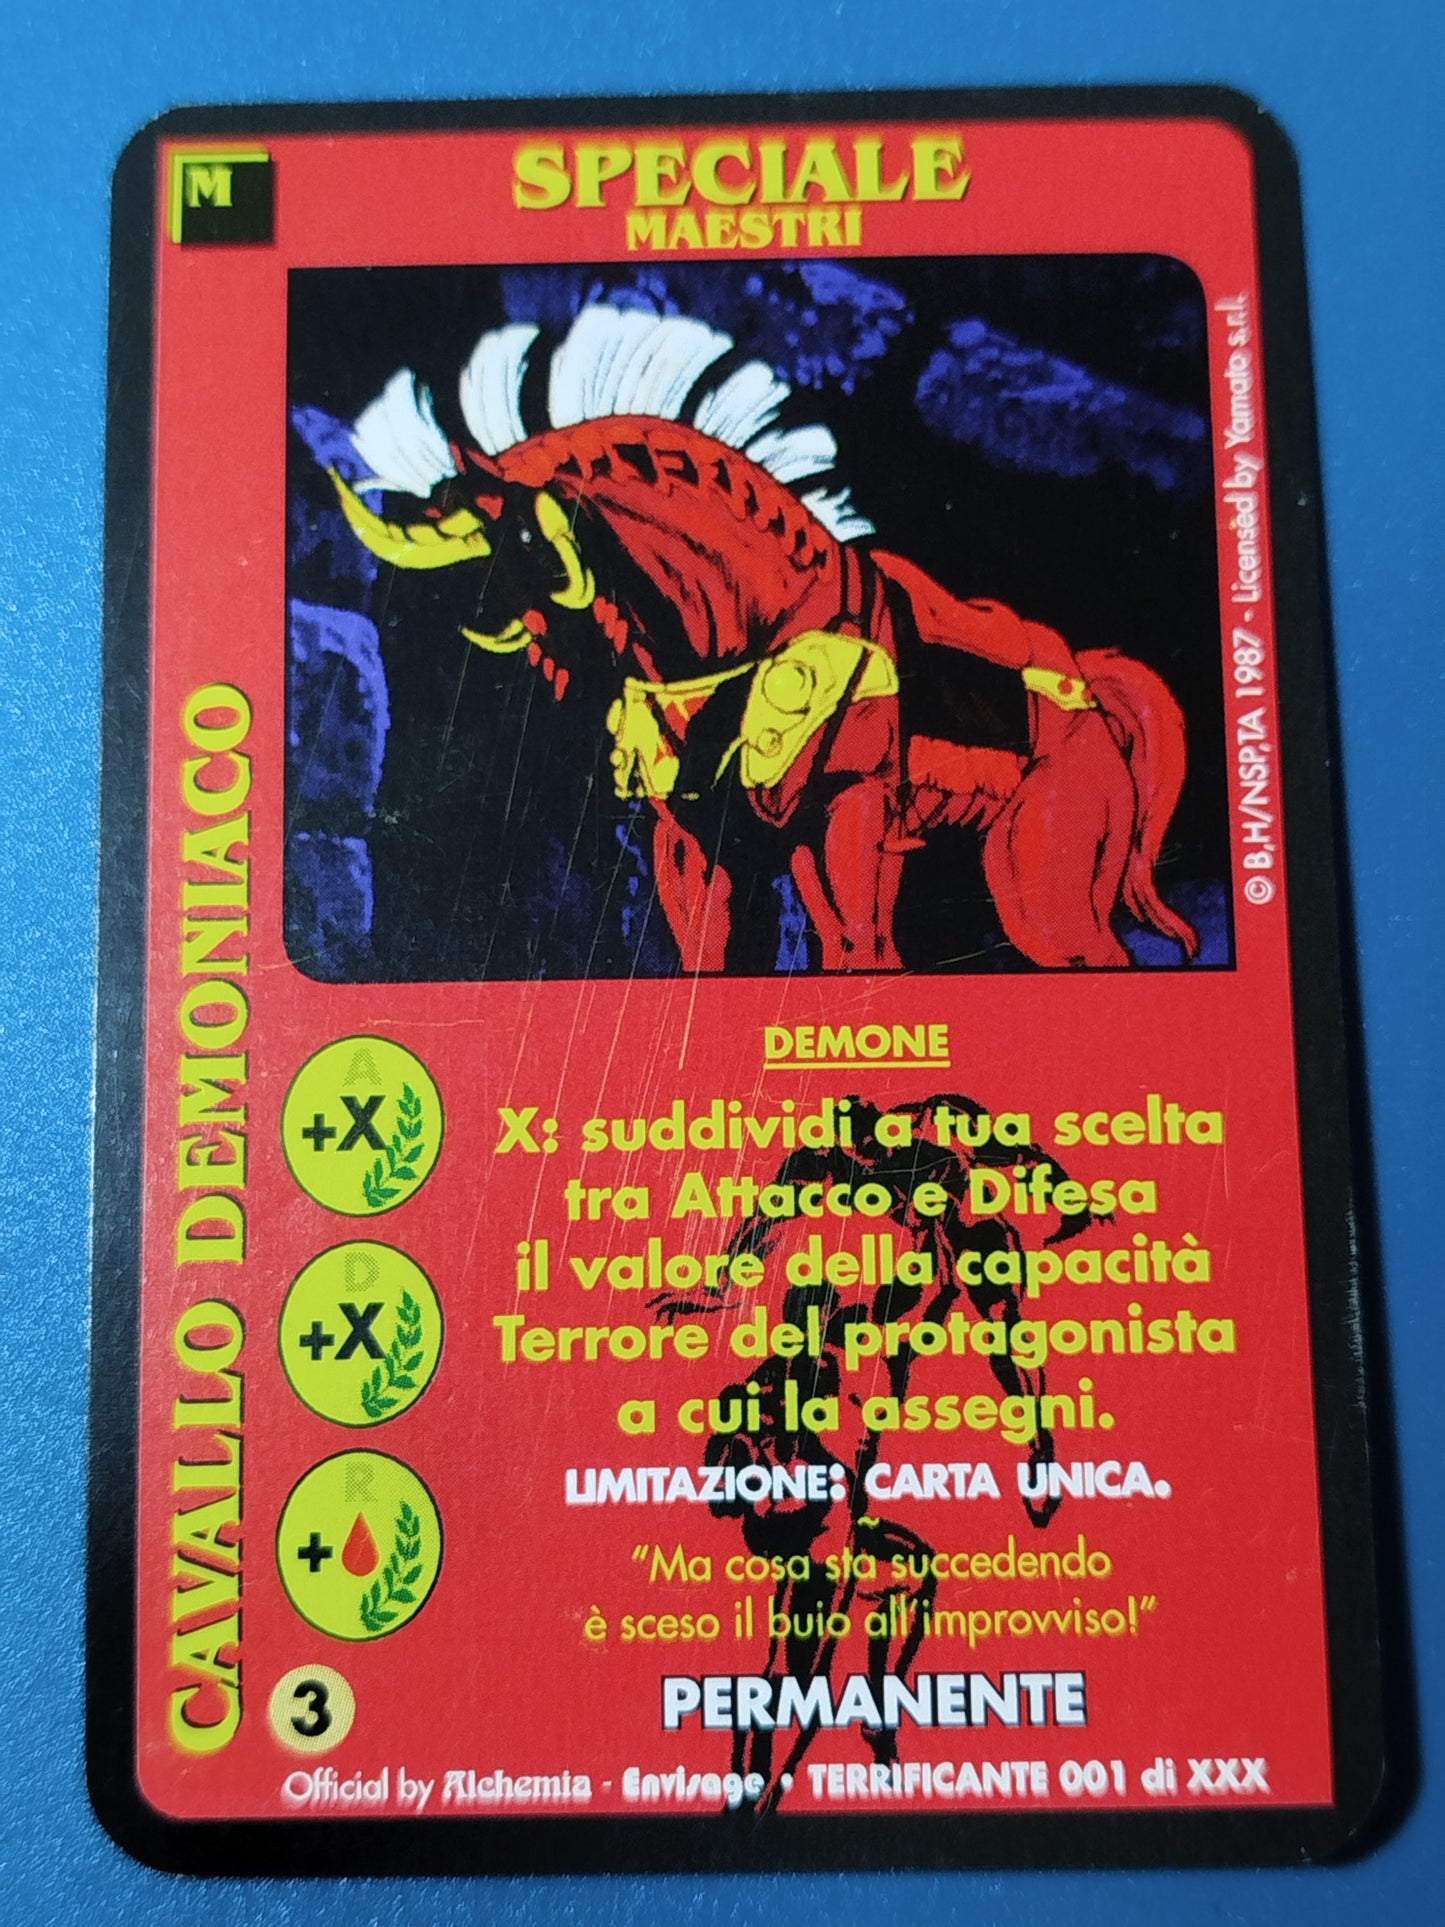 M
SPECIALE
MAESTRI
© B,H/NSP,TA 1987 - Licensed by Yamato s.r.l.
CAVALLO DEMONIACO
DEMONE
A
+X
D
+X
R
+
X: suddividi a tua scelta
tra Attacco e Difesa
il valore della capacità
Terrore del protagonista
a cui la assegni.
LIMITAZIONE: CARTA UNICA.
~
"Ma cosa sta succedendo
è sceso il buio all'improvviso!"
3
PERMANENTE
Official by Alchemia - Envisage • TERRIFICANTE 001 di XXX